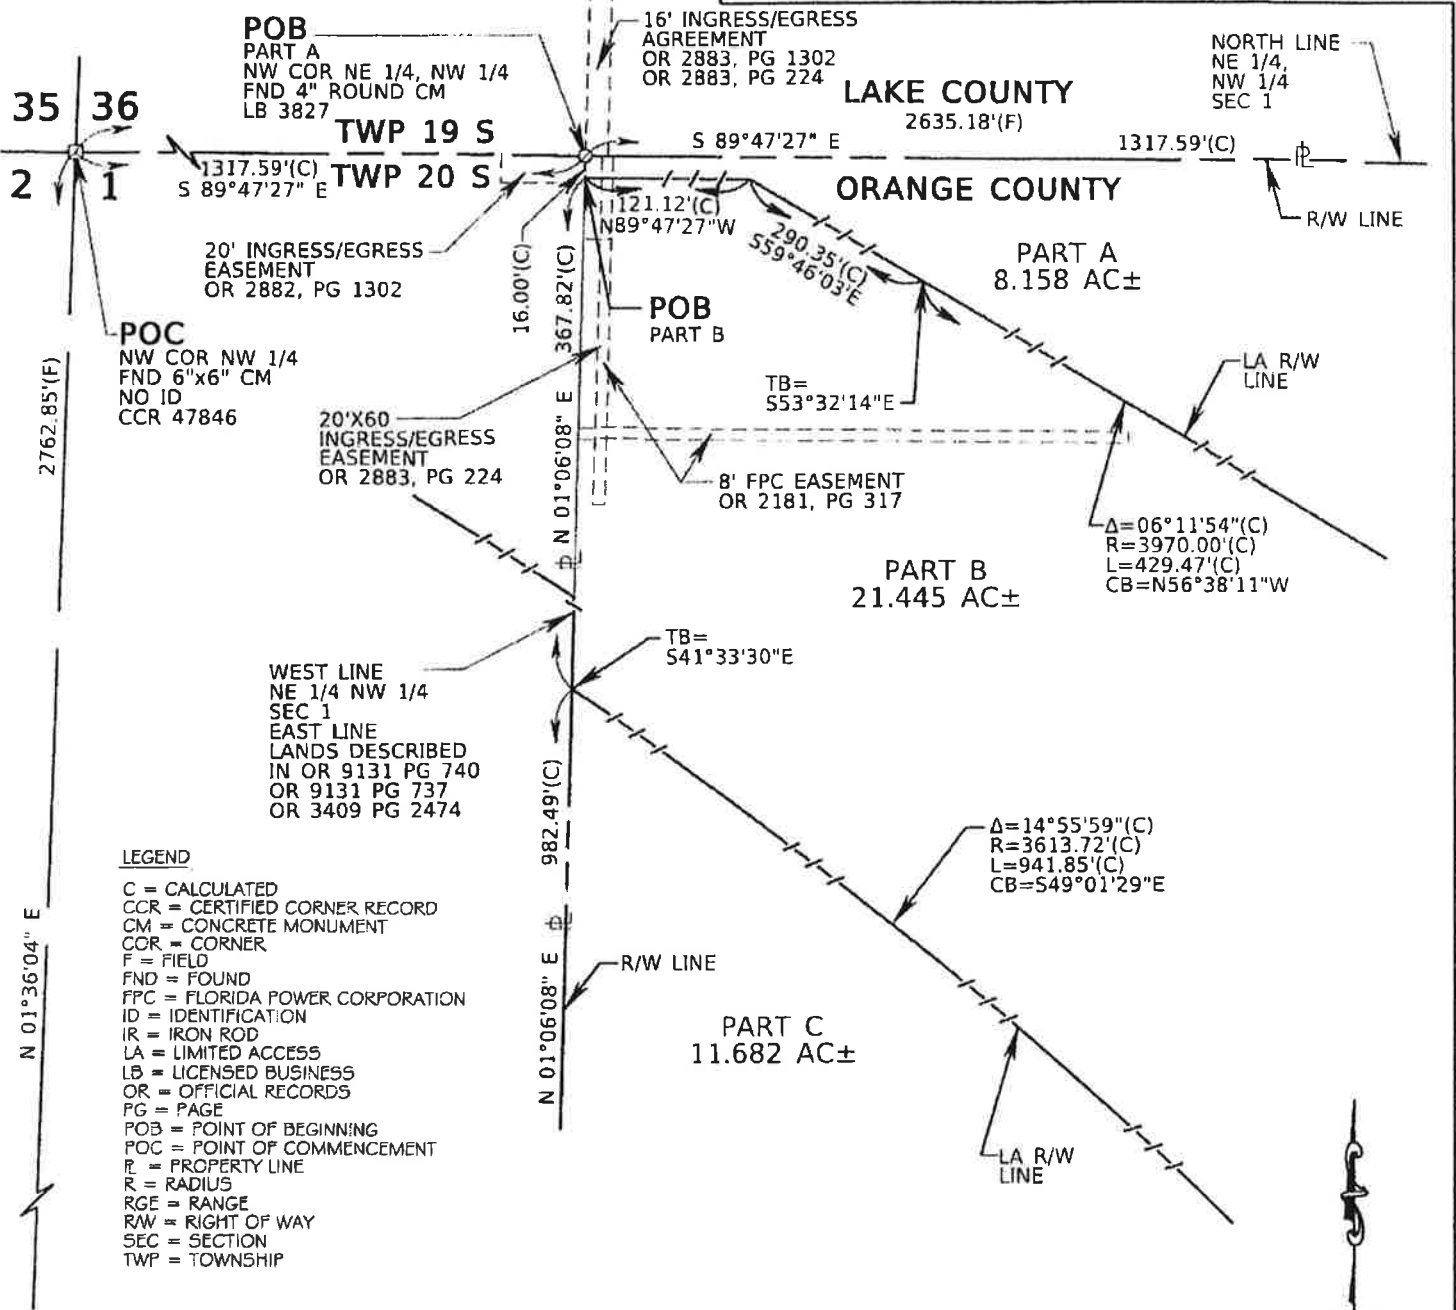 POB
PART A
NW COR NE 1/4, NW 1/4
FND 4" ROUND CM
LB 3827
16' INGRESS/EGRESS
AGREEMENT
OR 2883, PG 1302
OR 2883, PG 224
NORTH LINE
NE 1/4,
NW 1/4
SEC 1
LAKE COUNTY
2635.18'(F)
35 36
TWP 19 S
S 89°47'27" E
1317.59'(C)
PL
2 1
1317.59'(C)
S 89°47'27" E
TWP 20 S
ORANGE COUNTY
R/W LINE
121.12'(C)
N89°47'27"W
20' INGRESS/EGRESS
EASEMENT
OR 2882, PG 1302
16.00'(C)
367.82'(C)
290.35'(C)
S59°46'03"E
PART A
8.158 AC±
POB
PART B
POC
NW COR NW 1/4
FND 6"x6" CM
NO ID
CCR 47846
2762.85'(F)
TB=
S53°32'14"E
LA R/W
LINE
20'X60
INGRESS/EGRESS
EASEMENT
OR 2883, PG 224
N 01°06'08" E
8' FPC EASEMENT
OR 2181, PG 317
Δ=06°11'54"(C)
R=3970.00'(C)
L=429.47'(C)
CB=N56°38'11"W
PL
PART B
21.445 AC±
TB=
S41°33'30"E
WEST LINE
NE 1/4 NW 1/4
SEC 1
EAST LINE
LANDS DESCRIBED
IN OR 9131 PG 740
OR 9131 PG 737
OR 3409 PG 2474
982.49'(C)
Δ=14°55'59"(C)
R=3613.72'(C)
L=941.85'(C)
CB=S49°01'29"E
PL
N 01°06'08" E
R/W LINE
PART C
11.682 AC±
LA R/W
LINE
N 01°36'04" E
LEGEND
C = CALCULATED
CCR = CERTIFIED CORNER RECORD
CM = CONCRETE MONUMENT
COR = CORNER
F = FIELD
FND = FOUND
FPC = FLORIDA POWER CORPORATION
ID = IDENTIFICATION
IR = IRON ROD
LA = LIMITED ACCESS
LB = LICENSED BUSINESS
OR = OFFICIAL RECORDS
PG = PAGE
POB = POINT OF BEGINNING
POC = POINT OF COMMENCEMENT
PL = PROPERTY LINE
R = RADIUS
RGE = RANGE
R/W = RIGHT OF WAY
SEC = SECTION
TWP = TOWNSHIP